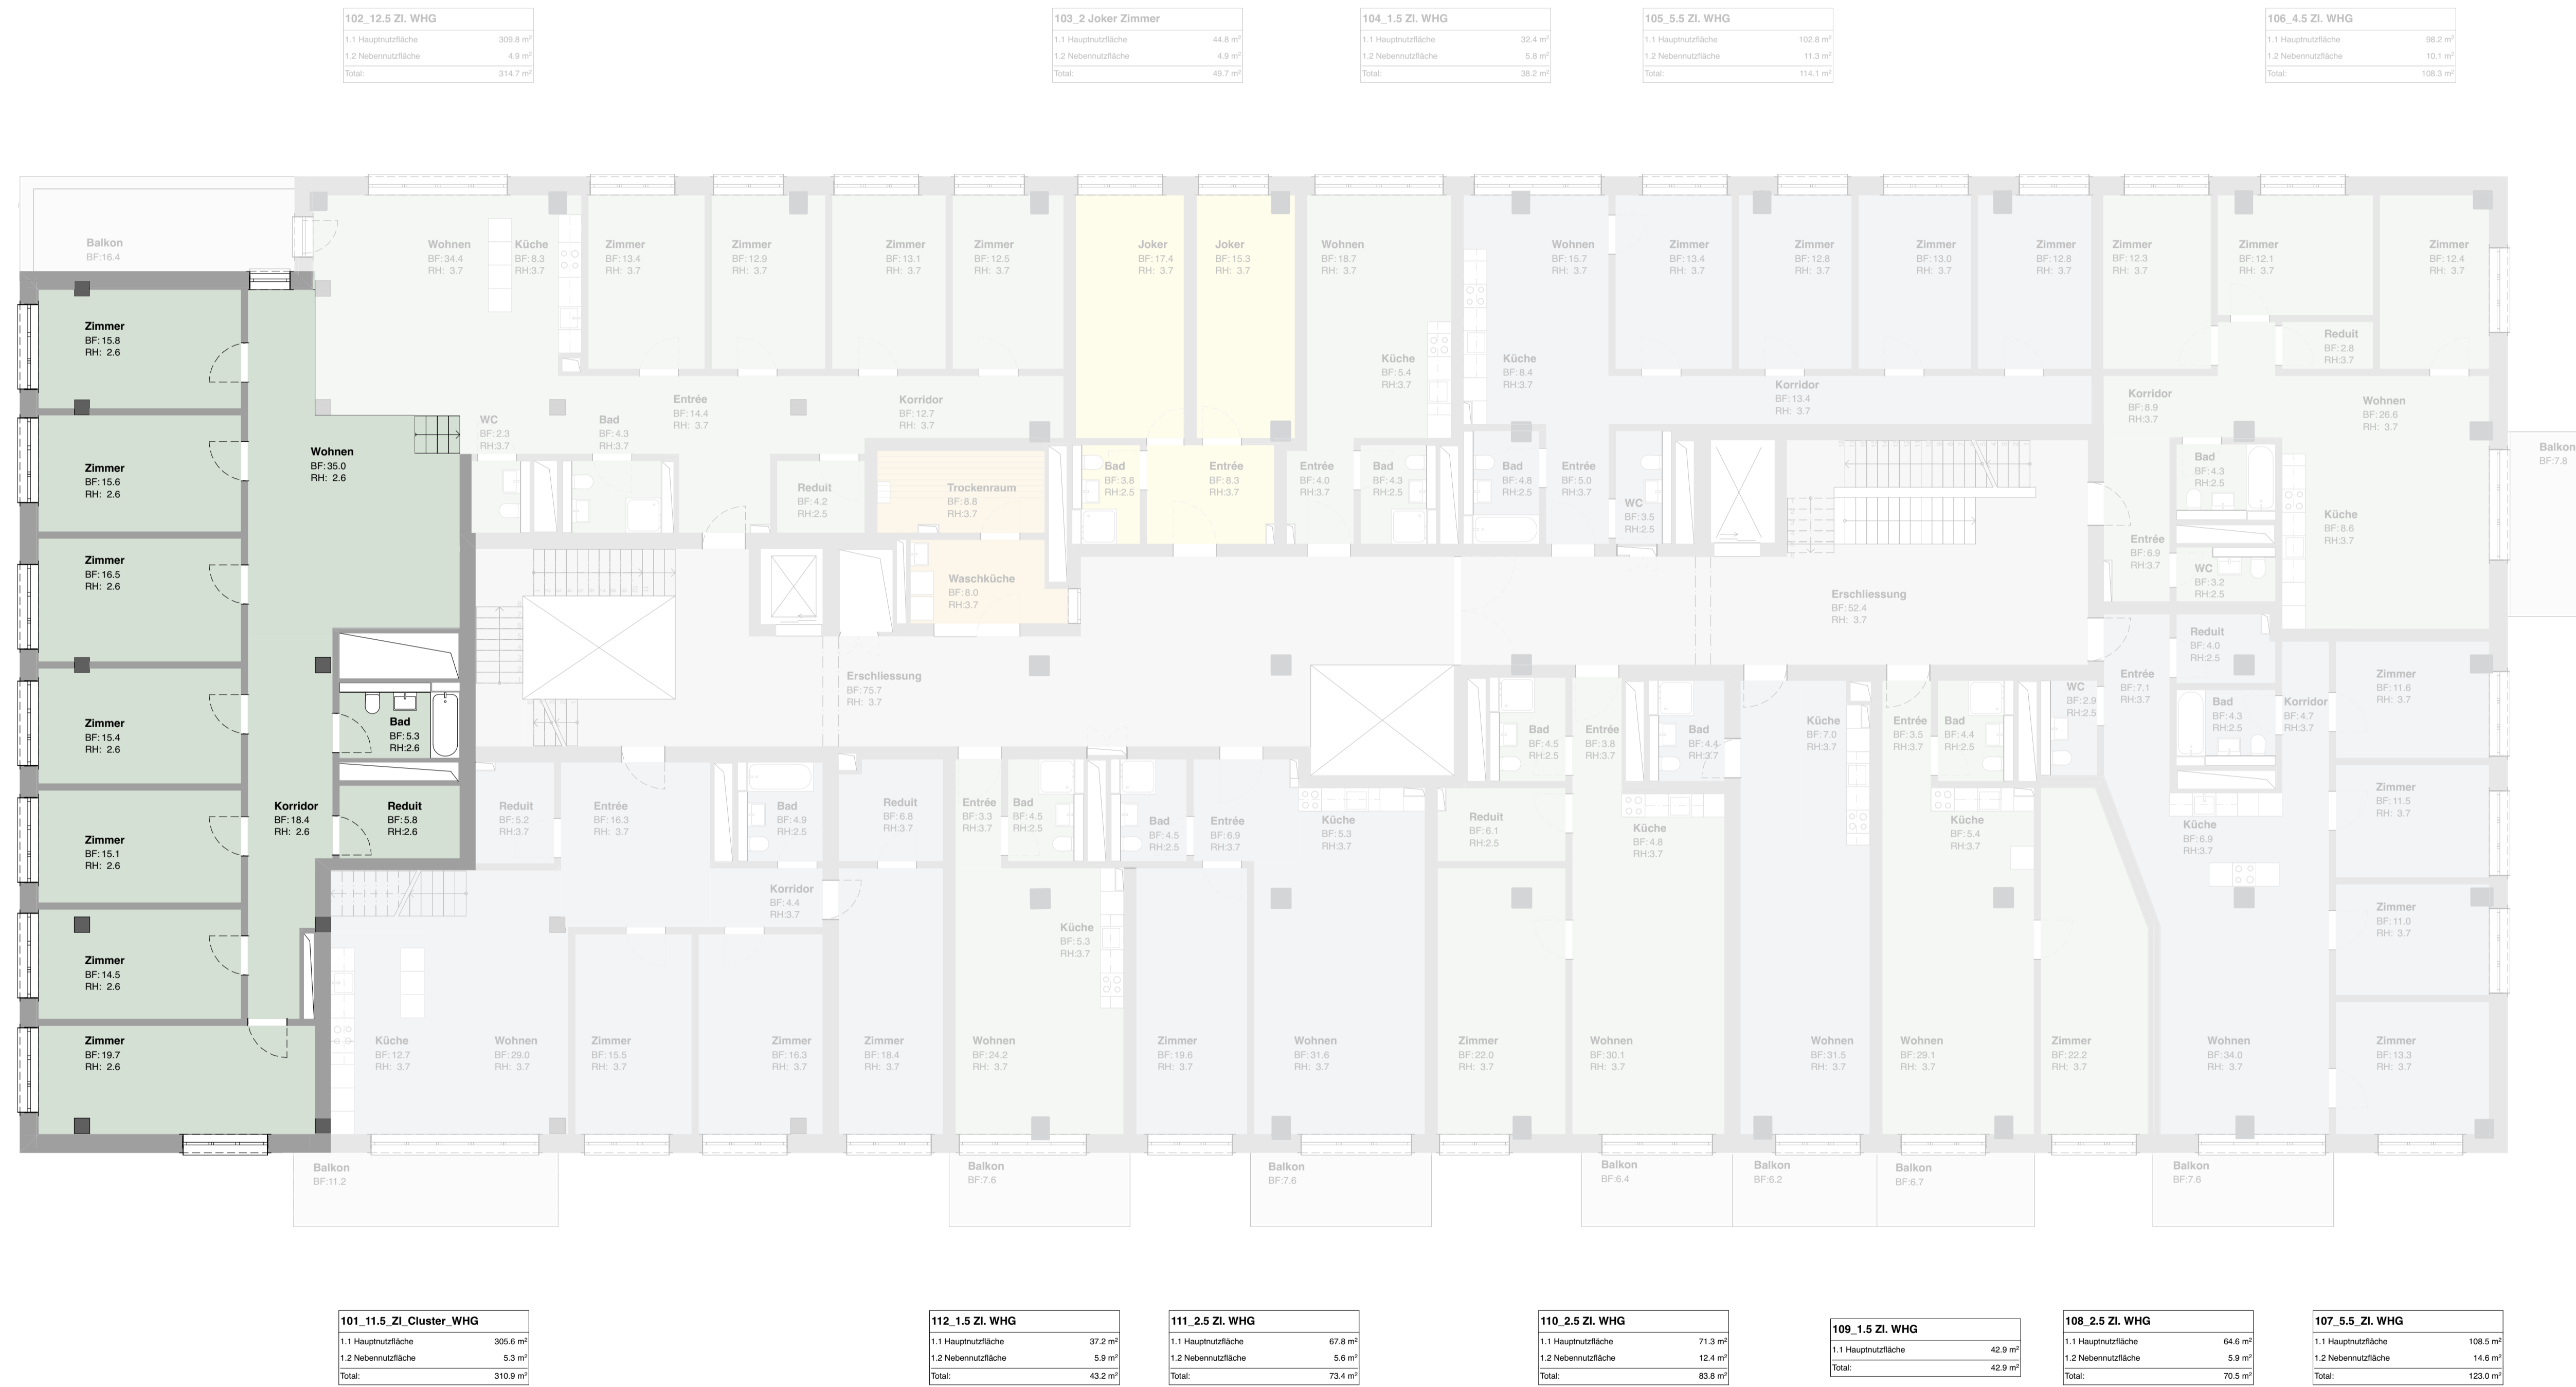 102_12.5 ZI. WHG
1.1 Hauptnutzfläche 309.8 m²
1.2 Nebennutzfläche 4.9 m²
Total: 314.7 m²
103_2 Joker Zimmer
1.1 Hauptnutzfläche 44.8 m²
1.2 Nebennutzfläche 4.9 m²
Total: 49.7 m²
104_1.5 ZI. WHG
1.1 Hauptnutzfläche 32.4 m²
1.2 Nebennutzfläche 5.8 m²
Total: 38.2 m²
105_5.5 ZI. WHG
1.1 Hauptnutzfläche 102.8 m²
1.2 Nebennutzfläche 11.3 m²
Total: 114.1 m²
106_4.5 ZI. WHG
1.1 Hauptnutzfläche 98.2 m²
1.2 Nebennutzfläche 10.1 m²
Total: 108.3 m²
Balkon
BF:16.4
Wohnen
BF: 34.4
RH: 3.7
Küche
BF:8.3
RH:3.7
Zimmer
BF: 13.4
RH: 3.7
Zimmer
BF: 12.9
RH: 3.7
Zimmer
BF: 13.1
RH: 3.7
Zimmer
BF: 12.5
RH: 3.7
Joker
BF: 17.4
RH: 3.7
Joker
BF: 15.3
RH: 3.7
Wohnen
BF: 18.7
RH: 3.7
Wohnen
BF: 15.7
RH: 3.7
Zimmer
BF: 13.4
RH: 3.7
Zimmer
BF: 12.8
RH: 3.7
Zimmer
BF: 13.0
RH: 3.7
Zimmer
BF: 12.8
RH: 3.7
Zimmer
BF: 12.3
RH: 3.7
Zimmer
BF: 12.1
RH: 3.7
Zimmer
BF: 12.4
RH: 3.7
Zimmer
BF: 15.8
RH: 2.6
Küche
BF: 5.4
RH:3.7
Küche
BF: 8.4
RH:3.7
Reduit
BF: 2.8
RH:3.7
Korridor
BF: 13.4
RH: 3.7
Korridor
BF: 8.9
RH:3.7
Wohnen
BF: 26.6
RH: 3.7
Entrée
BF: 14.4
RH: 3.7
Korridor
BF: 12.7
RH: 3.7
WC
BF: 2.3
RH:3.7
Bad
BF: 4.3
RH:3.7
Wohnen
BF: 35.0
RH: 2.6
Zimmer
BF: 15.6
RH: 2.6
Reduit
BF: 4.2
RH:2.5
Trockenraum
BF: 8.8
RH:3.7
Bad
BF: 3.8
RH:2.5
Entrée
BF: 8.3
RH:3.7
Entrée
BF: 4.0
RH:3.7
Bad
BF: 4.3
RH:2.5
Bad
BF: 4.8
RH:2.5
Entrée
BF: 5.0
RH:3.7
WC
BF: 3.5
RH:2.5
Bad
BF: 4.3
RH:2.5
Küche
BF: 8.6
RH:3.7
Balkon
BF:7.8
Entrée
BF: 6.9
RH:3.7
WC
BF: 3.2
RH:2.5
Zimmer
BF: 16.5
RH: 2.6
Waschküche
BF: 8.0
RH:3.7
Erschliessung
BF: 52.4
RH: 3.7
Reduit
BF: 4.0
RH:2.5
Erschliessung
BF: 75.7
RH: 3.7
Entrée
BF: 7.1
RH:3.7
Zimmer
BF: 11.6
RH: 3.7
WC
BF: 2.9
RH:2.5
Bad
BF: 4.3
RH:2.5
Korridor
BF: 4.7
RH:3.7
Zimmer
BF: 15.4
RH: 2.6
Bad
BF: 5.3
RH:2.6
Bad
BF: 4.5
RH:2.5
Entrée
BF: 3.8
RH:3.7
Bad
BF: 4.4
RH:3.7
Küche
BF: 7.0
RH:3.7
Entrée
BF: 3.5
RH:3.7
Bad
BF: 4.4
RH:2.5
Zimmer
BF: 11.5
RH: 3.7
Korridor
BF: 18.4
RH: 2.6
Reduit
BF: 5.8
RH:2.6
Reduit
BF: 5.2
RH:3.7
Entrée
BF: 16.3
RH: 3.7
Bad
BF: 4.9
RH:2.5
Reduit
BF: 6.8
RH:3.7
Entrée
BF: 3.3
RH:3.7
Bad
BF: 4.5
RH:2.5
Bad
BF: 4.5
RH:2.5
Entrée
BF: 6.9
RH:3.7
Küche
BF: 5.3
RH:3.7
Reduit
BF: 6.1
RH:2.5
Küche
BF: 4.8
RH:3.7
Küche
BF: 5.4
RH:3.7
Küche
BF: 6.9
RH:3.7
Zimmer
BF: 15.1
RH: 2.6
Korridor
BF: 4.4
RH:3.7
Küche
BF: 5.3
RH:3.7
Zimmer
BF: 11.0
RH: 3.7
Zimmer
BF: 14.5
RH: 2.6
Zimmer
BF: 19.7
RH: 2.6
Küche
BF: 12.7
RH: 3.7
Wohnen
BF: 29.0
RH: 3.7
Zimmer
BF: 15.5
RH: 3.7
Zimmer
BF: 16.3
RH: 3.7
Zimmer
BF: 18.4
RH: 3.7
Wohnen
BF: 24.2
RH: 3.7
Zimmer
BF: 19.6
RH: 3.7
Wohnen
BF: 31.6
RH: 3.7
Zimmer
BF: 22.0
RH: 3.7
Wohnen
BF: 30.1
RH: 3.7
Wohnen
BF: 31.5
RH: 3.7
Wohnen
BF: 29.1
RH: 3.7
Zimmer
BF: 22.2
RH: 3.7
Wohnen
BF: 34.0
RH: 3.7
Zimmer
BF: 13.3
RH: 3.7
Balkon
BF:11.2
Balkon
BF:7.6
Balkon
BF:7.6
Balkon
BF:6.4
Balkon
BF:6.2
Balkon
BF:6.7
Balkon
BF:7.6
101_11.5_ZI_Cluster_WHG
1.1 Hauptnutzfläche 305.6 m²
1.2 Nebennutzfläche 5.3 m²
Total: 310.9 m²
112_1.5 ZI. WHG
1.1 Hauptnutzfläche 37.2 m²
1.2 Nebennutzfläche 5.9 m²
Total: 43.2 m²
111_2.5 ZI. WHG
1.1 Hauptnutzfläche 67.8 m²
1.2 Nebennutzfläche 5.6 m²
Total: 73.4 m²
110_2.5 ZI. WHG
1.1 Hauptnutzfläche 71.3 m²
1.2 Nebennutzfläche 12.4 m²
Total: 83.8 m²
109_1.5 ZI. WHG
1.1 Hauptnutzfläche 42.9 m²
Total: 42.9 m²
108_2.5 ZI. WHG
1.1 Hauptnutzfläche 64.6 m²
1.2 Nebennutzfläche 5.9 m²
Total: 70.5 m²
107_5.5_ZI. WHG
1.1 Hauptnutzfläche 108.5 m²
1.2 Nebennutzfläche 14.6 m²
Total: 123.0 m²